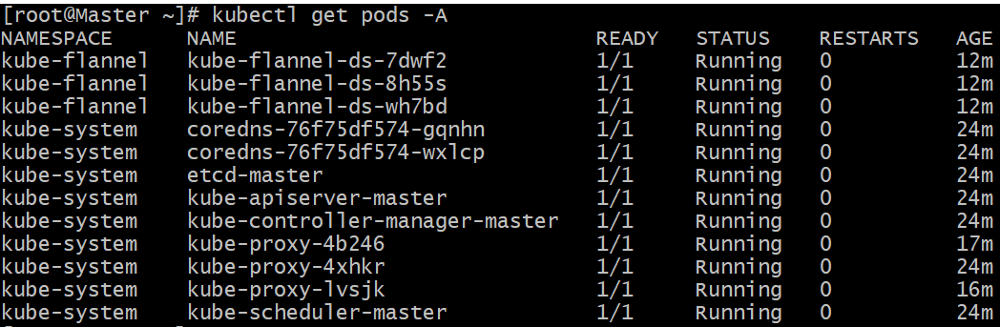 [root@Master ~]# kubectl get pods -A
NAMESPACE NAME READY STATUS RESTARTS AGE
kube-flannel kube-flannel-ds-7dwf2 1/1 Running 0 12m
kube-flannel kube-flannel-ds-8h55s 1/1 Running 0 12m
kube-flannel kube-flannel-ds-wh7bd 1/1 Running 0 12m
kube-system coredns-76f75df574-gqnhn 1/1 Running 0 24m
kube-system coredns-76f75df574-wxlcp 1/1 Running 0 24m
kube-system etcd-master 1/1 Running 0 24m
kube-system kube-apiserver-master 1/1 Running 0 24m
kube-system kube-controller-manager-master 1/1 Running 0 24m
kube-system kube-proxy-4b246 1/1 Running 0 17m
kube-system kube-proxy-4xhkr 1/1 Running 0 24m
kube-system kube-proxy-lvsjk 1/1 Running 0 16m
kube-system kube-scheduler-master 1/1 Running 0 24m